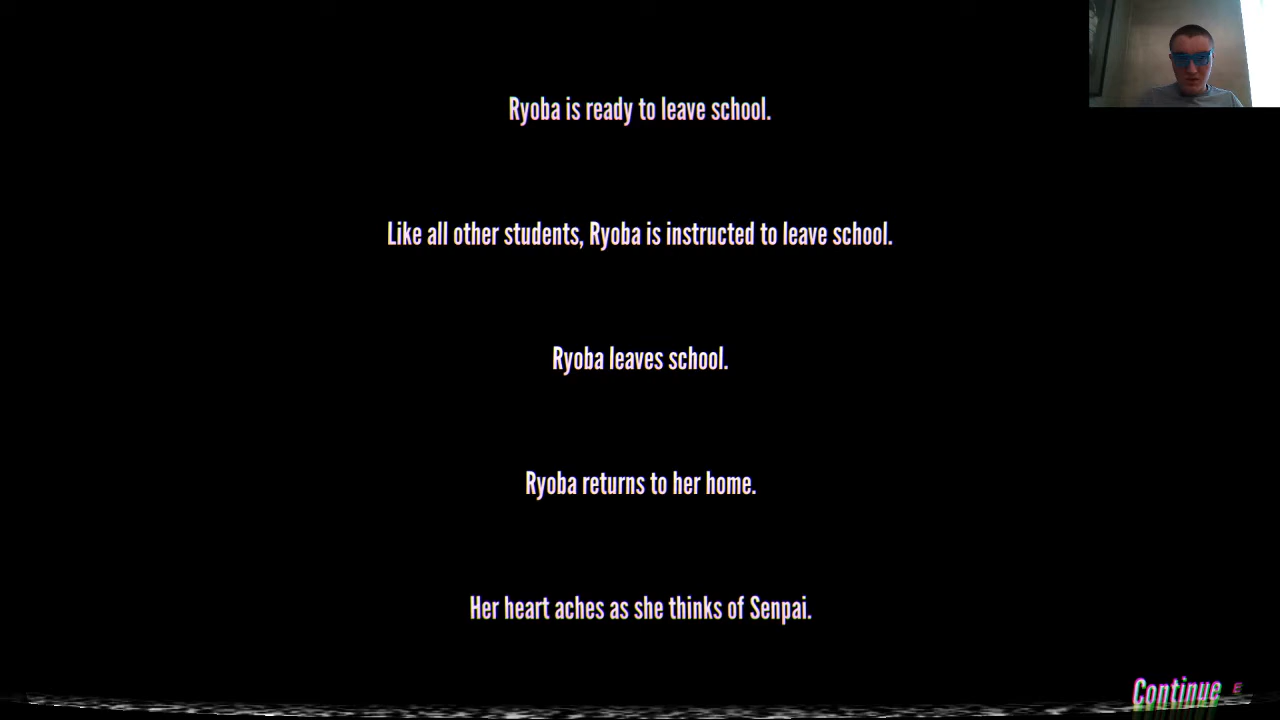 Ryoba is ready to leave school.
Like all other students, Ryoba is instructed to leave school.
Ryoba leaves school.
Ryoba returns to her home.
Her heart aches as she thinks of Senpai.
Continue E